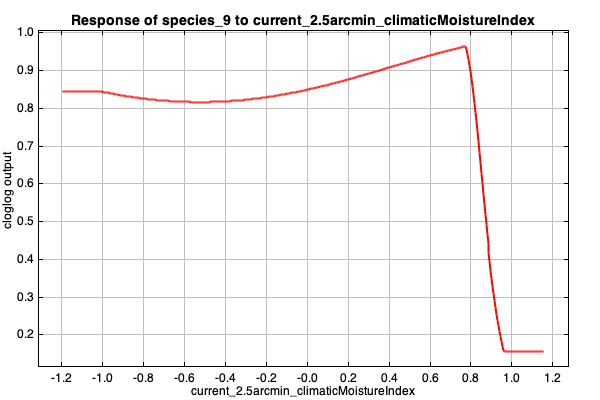 Response of species_9 to current_2.5arcmin_climaticMoistureIndex
1.0
0.9
0.8
0.7
0.6
0.5
0.4
0.3
0.2
cloglog output
-1.2 -1.0 -0.8 -0.6 -0.4 -0.2 -0.0 0.2 0.4 0.6 0.8 1.0 1.2
current_2.5arcmin_climaticMoistureIndex